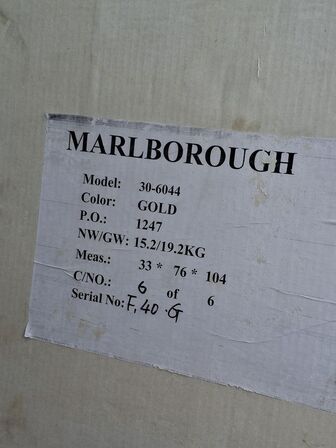 MARLBOROUGH
Model: 30-6044
Color: GOLD
P.O.: 1247
NW/GW: 15.2/19.2KG
Meas.: 33 * 76 * 104
C/NO.: 6 of 6
Serial No: F.40.G